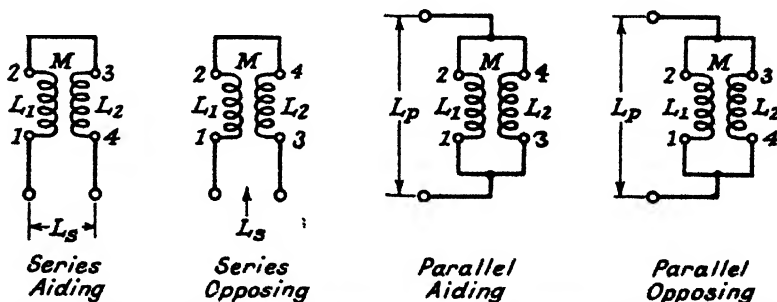 2 M 3
L1 L2
1 4
Ls
Series
Aiding
2 M 4
L1 L2
1 3
Ls
Series
Opposing
Lp
M
2 4
L1 L2
1 3
Parallel
Aiding
Lp
M
2 3
L1 L2
1 4
Parallel
Opposing